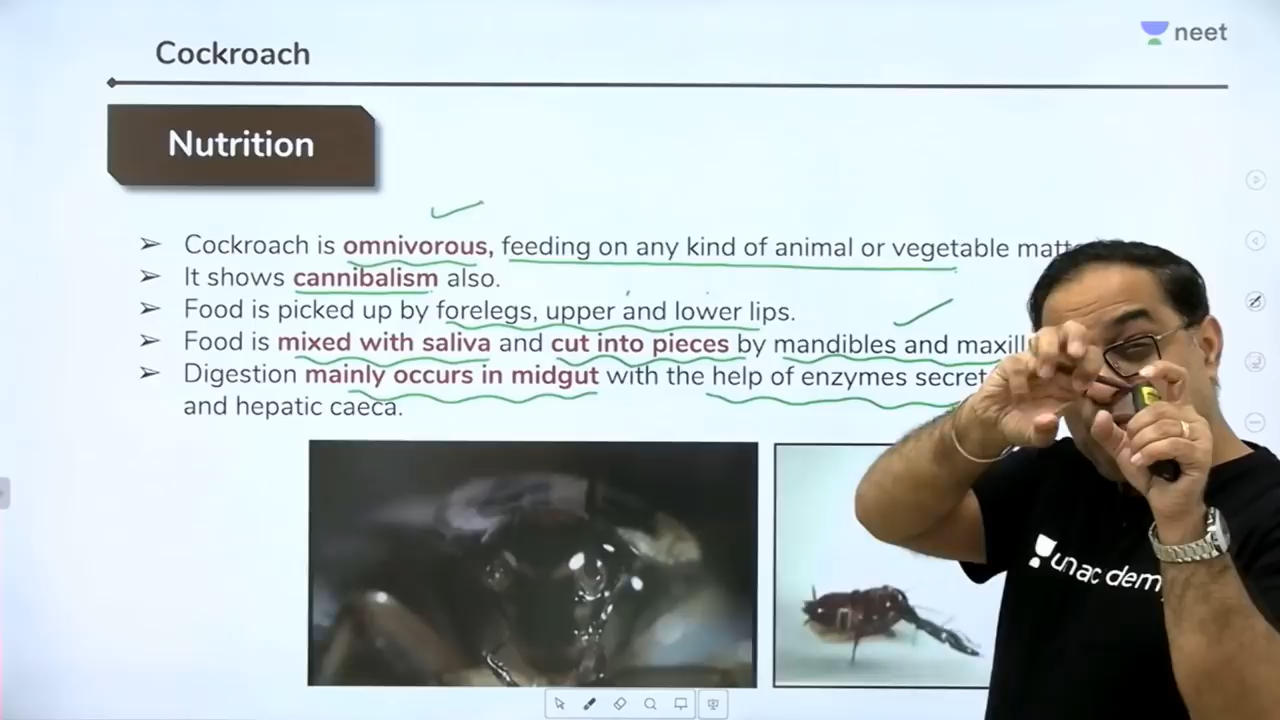 neet
Cockroach
Nutrition
➢ Cockroach is omnivorous, feeding on any kind of animal or vegetable
➢ It shows cannibalism also.
➢ Food is picked up by forelegs, upper and lower lips.
➢ Food is mixed with saliva and cut into pieces by mandibles and
➢ Digestion mainly occurs in midgut with the help of enzymes
and hepatic caeca.